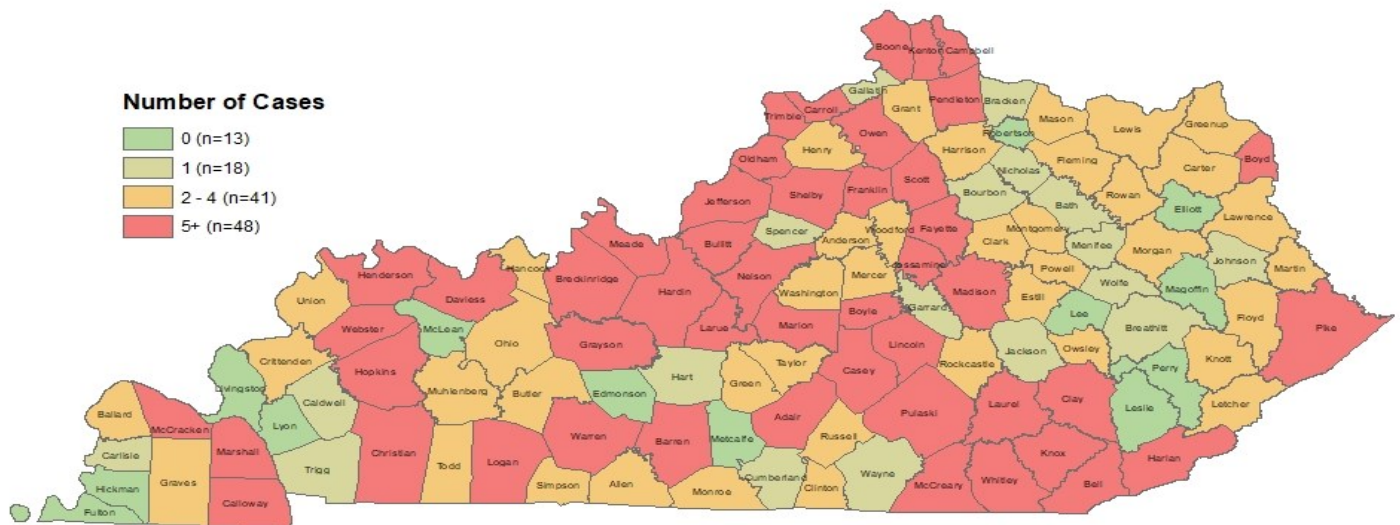 Number of Cases
0 (n=13)
1 (n=18)
2 - 4 (n=41)
5+ (n=48)
Boone
Kenton
Campbell
Gallatin
Grant
Pendleton
Bracken
Mason
Lewis
Greenup
Trimble
Carroll
Owen
Robertson
Henry
Harrison
Fleming
Carter
Boyd
Oldham
Nicholas
Rowan
Shelby
Franklin
Scott
Bourbon
Bath
Elliott
Lawrence
Jefferson
Spencer
Woodford
Fayette
Montgomery
Clark
Menifee
Morgan
Johnson
Martin
Bullitt
Anderson
Meade
Nelson
Mercer
Jessamine
Powell
Wolfe
Magoffin
Hancock
Henderson
Daviess
Breckinridge
Hardin
Washington
Madison
Estill
Floyd
Union
Garrard
Lee
Breathitt
Pike
Webster
McLean
Larue
Marion
Boyle
Ohio
Grayson
Lincoln
Jackson
Owsley
Knott
Crittenden
Hopkins
Hart
Green
Taylor
Casey
Rockcastle
Perry
Livingston
Muhlenberg
Butler
Edmonson
Caldwell
Laurel
Clay
Leslie
Letcher
Ballard
McCracken
Lyon
Warren
Barren
Metcalfe
Adair
Pulaski
Russell
Carlisle
Marshall
Trigg
Christian
Todd
Logan
Knox
Harlan
Hickman
Graves
Simpson
Allen
Monroe
Cumberland
Clinton
Wayne
McCreary
Whitley
Bell
Fulton
Calloway